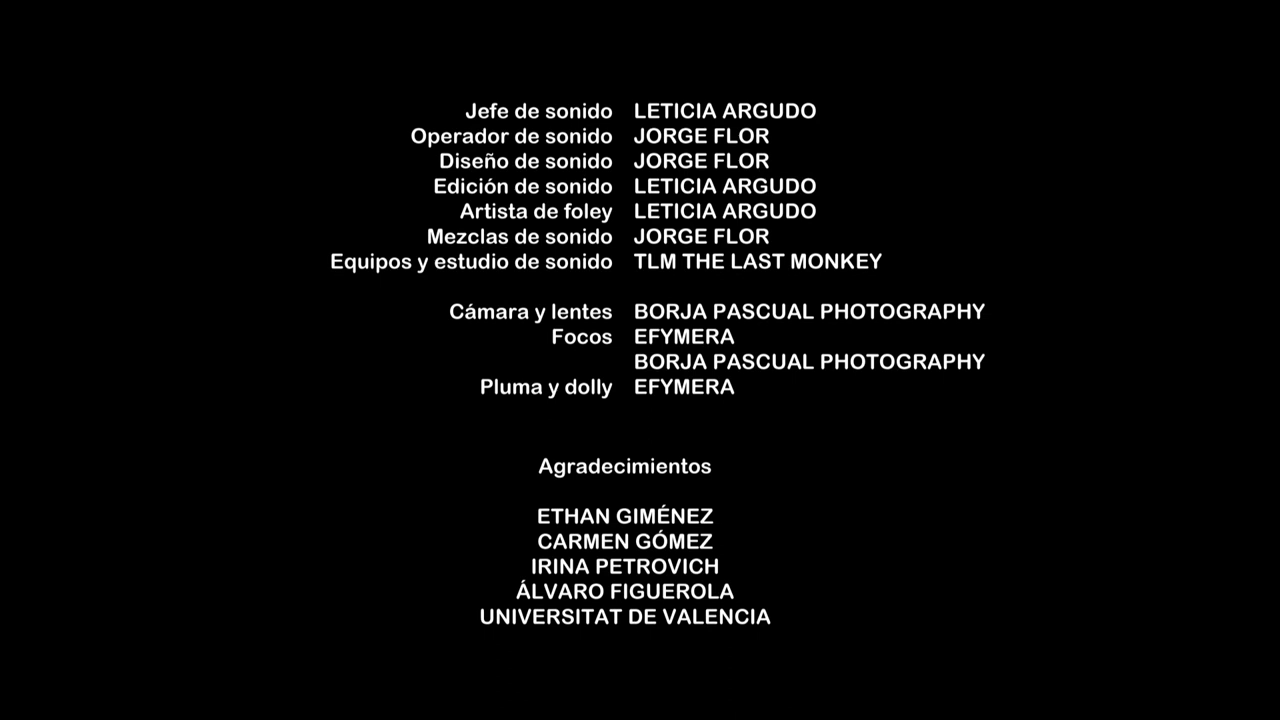 Jefe de sonido LETICIA ARGUDO
Operador de sonido JORGE FLOR
Diseño de sonido JORGE FLOR
Edición de sonido LETICIA ARGUDO
Artista de foley LETICIA ARGUDO
Mezclas de sonido JORGE FLOR
Equipos y estudio de sonido TLM THE LAST MONKEY
Cámara y lentes BORJA PASCUAL PHOTOGRAPHY
Focos EFYMERA
BORJA PASCUAL PHOTOGRAPHY
Pluma y dolly EFYMERA
Agradecimientos
ETHAN GIMÉNEZ
CARMEN GÓMEZ
IRINA PETROVICH
ÁLVARO FIGUEROLA
UNIVERSITAT DE VALENCIA